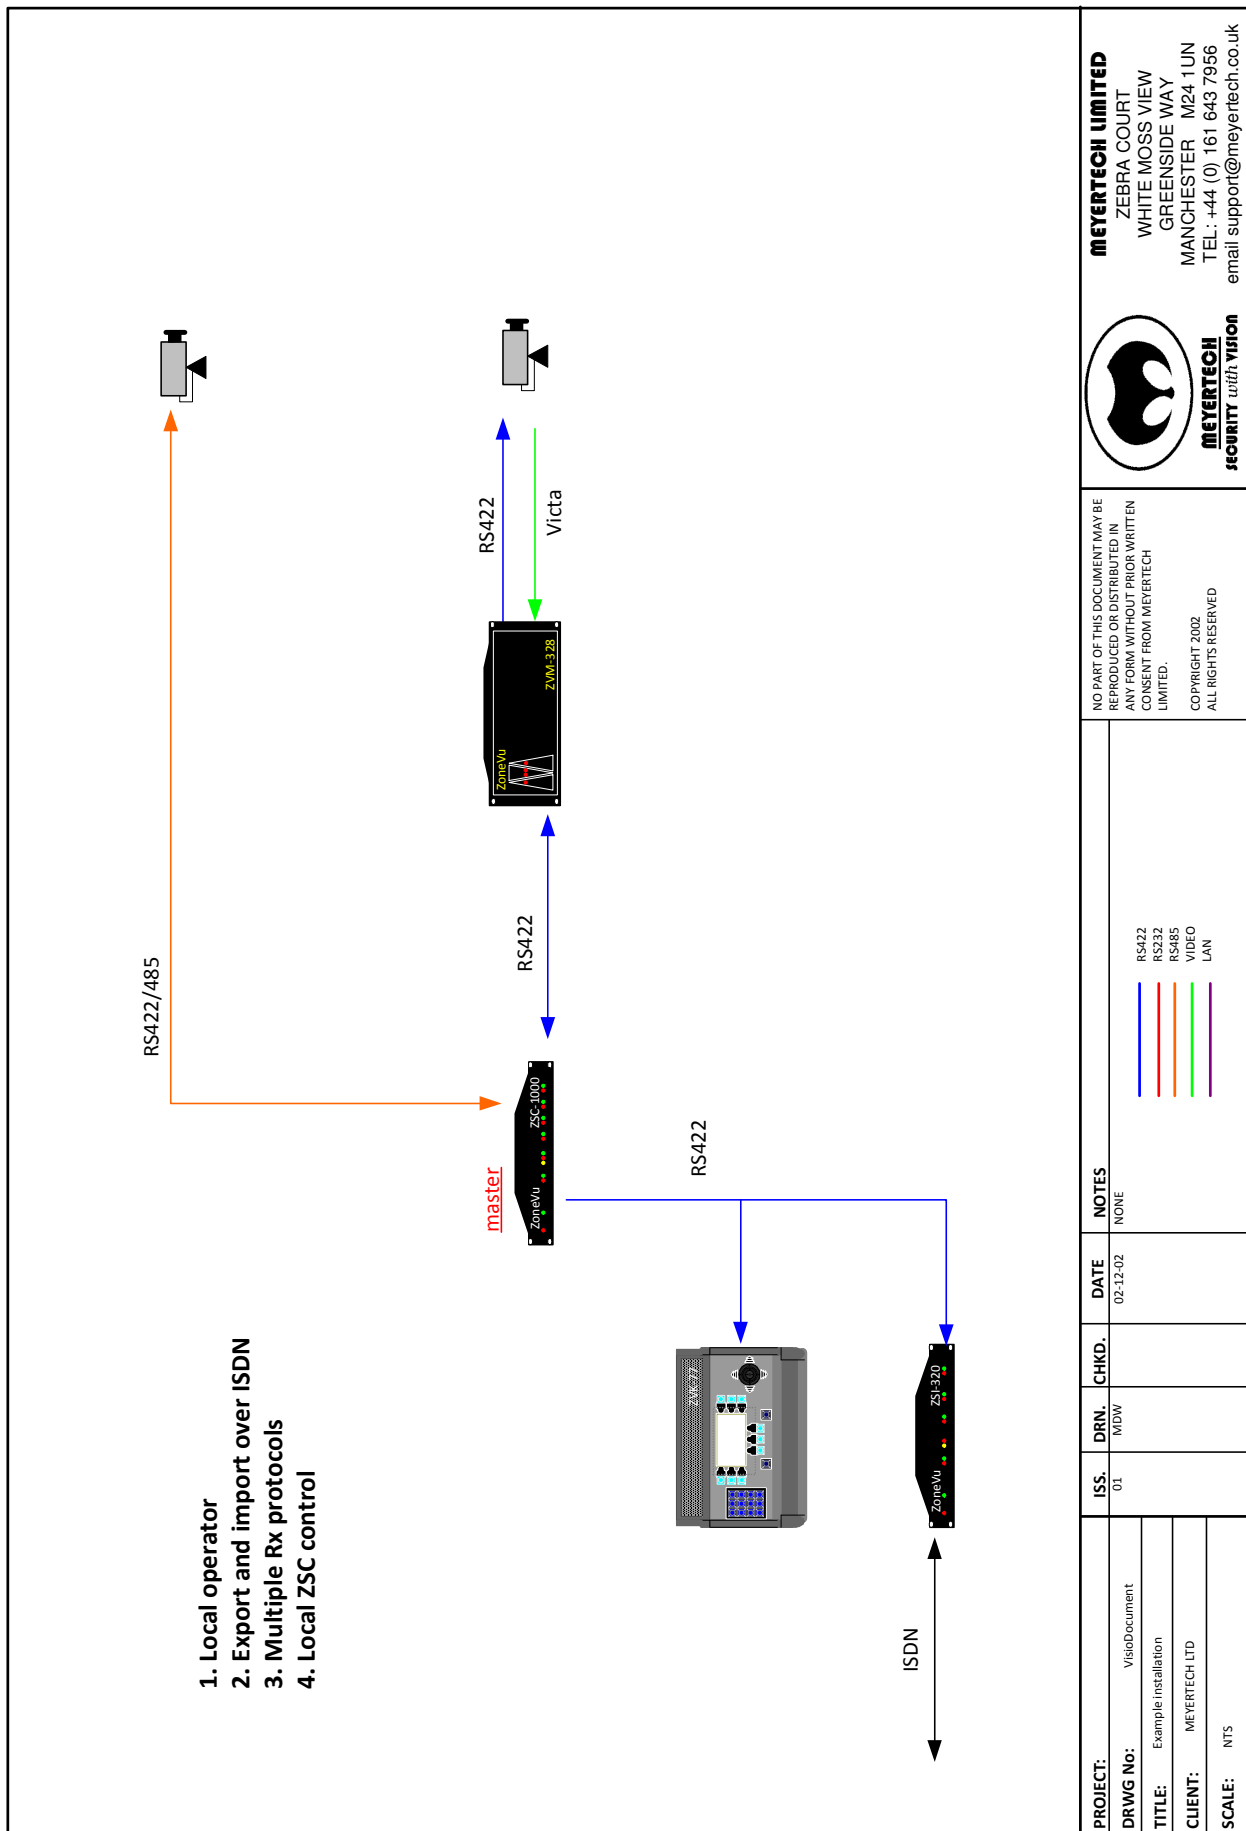 1. Local operator
2. Export and import over ISDN
3. Multiple Rx protocols
4. Local ZSC control
RS422/485
master
ZoneVu
ZSC-1000
RS422
ZoneVu
ZVM-328
RS422
Victa
RS422
ZVK-77
ZoneVu
ZSI-320
ISDN
PROJECT:
DRWG No:
VisioDocument
TITLE:
Example installation
CLIENT:
MEYERTECH LTD
SCALE:
NTS
ISS.
DRN.
CHKD.
DATE
NOTES
01
MDW
02-12-02
NONE
RS422
RS232
RS485
VIDEO
LAN
NO PART OF THIS DOCUMENT MAY BE
REPRODUCED OR DISTRIBUTED IN
ANY FORM WITHOUT PRIOR WRITTEN
CONSENT FROM MEYERTECH
LIMITED.
COPYRIGHT 2002
ALL RIGHTS RESERVED
MEYERTECH
SECURITY with VISION
MEYERTECH LIMITED
ZEBRA COURT
WHITE MOSS VIEW
GREENSIDE WAY
MANCHESTER M24 1UN
TEL: +44 (0) 161 643 7956
email support@meyertech.co.uk